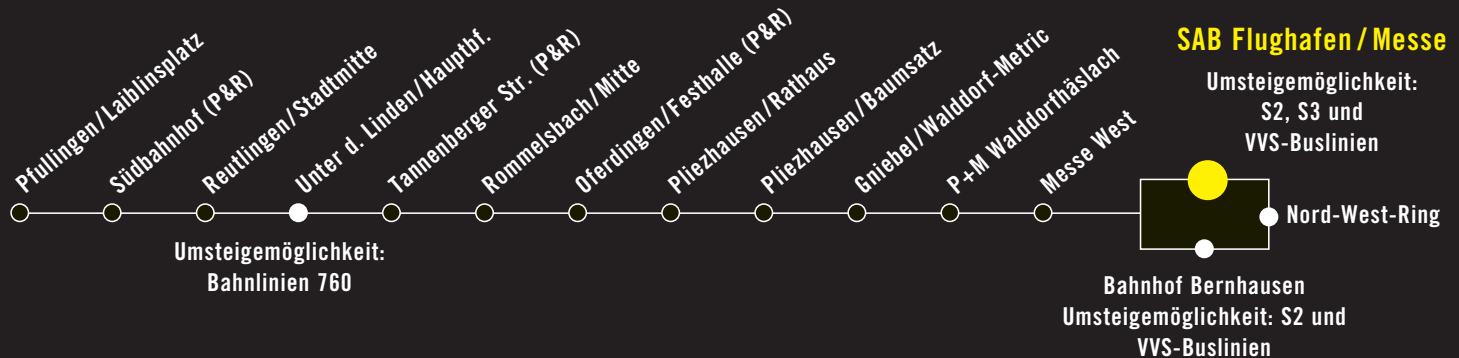 Pfullingen/Laiblinsplatz
Südbahnhof (P&R)
Reutlingen/Stadtmitte
Unter d. Linden/Hauptbf.
Tannenberger Str. (P&R)
Rommelsbach/Mitte
Oferdingen/Festhalle (P&R)
Pliezhausen/Rathaus
Pliezhausen/Baumsatz
Gniebel/Walddorf-Metric
P+M Walddorfhäslach
Messe West
SAB Flughafen/Messe
Umsteigemöglichkeit:
S2, S3 und
VVS-Buslinien
Nord-West-Ring
Umsteigemöglichkeit:
Bahnlinien 760
Bahnhof Bernhausen
Umsteigemöglichkeit: S2 und
VVS-Buslinien